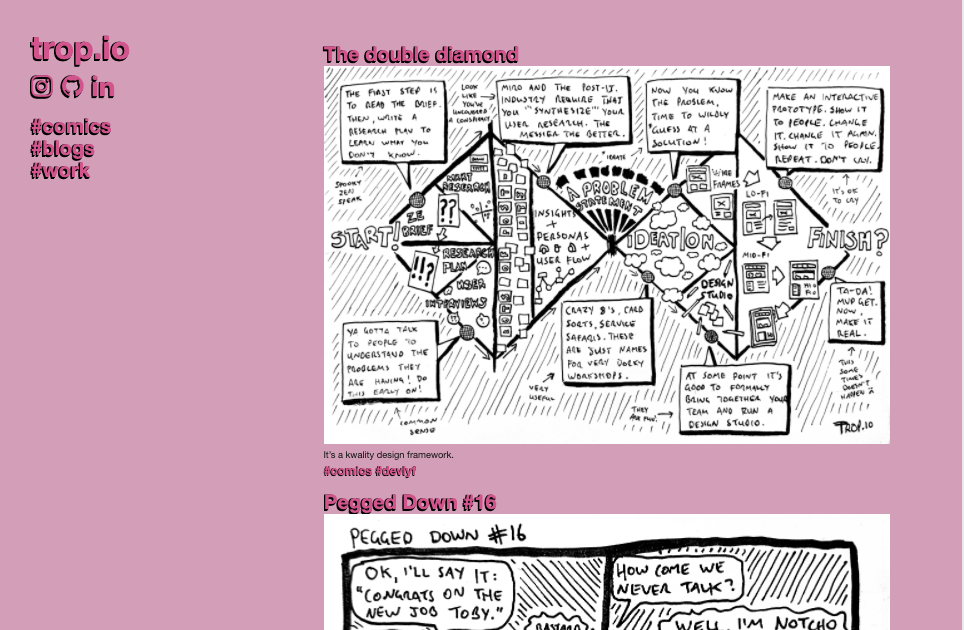 trop.io
in
#comics
#blogs
#work
The double diamond
THE FIRST STEP IS
TO READ THE BRIEF.
THEN, WRITE A
RESEARCH PLAN TO
LEARN WHAT YOU
DON'T KNOW.
LOOK
LIKE
YOU'VE
UNCOVERED
A CONSPIRACY
MIRO AND THE POST-IT
INDUSTRY REQUIRE THAT
YOU "SYNTHESIZE" YOUR
USER RESEARCH. THE
MESSIER THE BETTER.
NOW YOU KNOW
THE PROBLEM,
TIME TO WILDLY
GUESS AT A
SOLUTION!
"IDEATE
MAKE AN INTERACTIVE
PROTOTYPE. SHOW IT
TO PEOPLE. CHANGE
IT. CHANGE IT AGAIN.
SHOW IT TO PEOPLE.
REPEAT. DON'T CRY.
IT'S OK
TO CRY
SPOOKY
ZEN
SPEAK
START!
ZE
BRIEF
??
!!?
RESEARCH
RESEARCH
PLAN
USER
INTERVIEWS
INSIGHTS
+
PERSONAS
+
USER FLOW
A PROBLEM
STATEMENT
IDEATION
DESIGN
STUDIO
WIRE
FRAMES
LO-FI
MID-FI
FINISH?
YA GOTTA TALK
TO PEOPLE TO
UNDERSTAND THE
PROBLEMS THEY
ARE HAVING! DO
THIS EARLY ON!
COMMON
SENSE
VERY
USEFUL
CRAZY 8'S, CARD
SORTS, SERVICE
SAFARIS. THESE
ARE JUST NAMES
FOR VERY DORKY
WORKSHOPS.
THEY
ARE FUN.
AT SOME POINT IT'S
GOOD TO FORMALLY
BRING TOGETHER YOUR
TEAM AND RUN A
DESIGN STUDIO.
TA-DA!
MVP GET.
NOW,
MAKE IT
REAL.
THIS
SOME
TIMES
DOESN'T
HAPPEN
TROP.IO
It's a kwality design framework.
#comics #devlyf
Pegged Down #16
PEGGED DOWN #16
OK, I'LL SAY IT:
"CONGRATS ON THE
NEW JOB TOBY."
HOW COME WE
NEVER TALK?
WELL, I'M NOTCHO